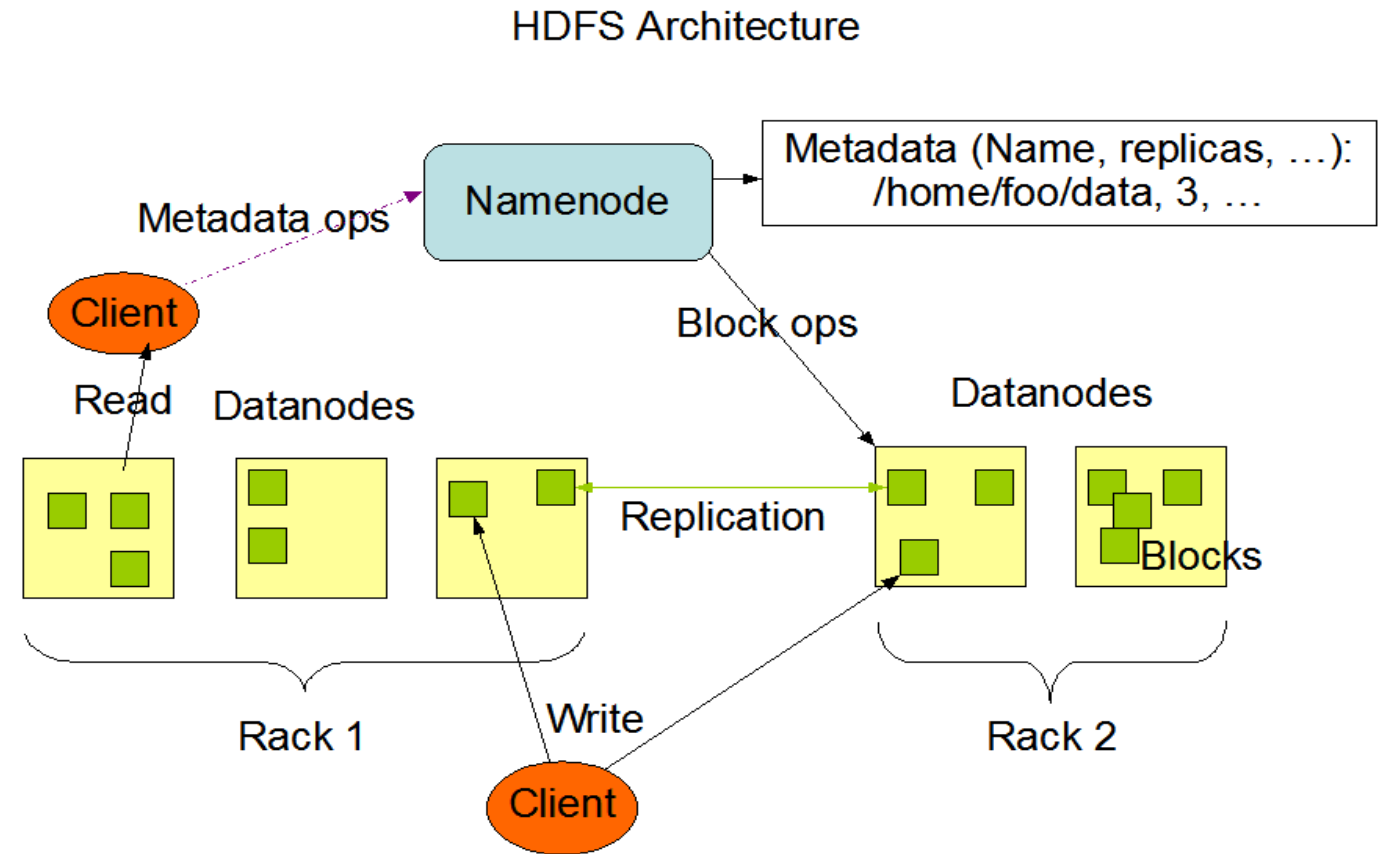 HDFS Architecture
Metadata (Name, replicas, …):
/home/foo/data, 3, …
Namenode
Metadata ops
Client
Block ops
Read
Datanodes
Datanodes
Replication
Blocks
Rack 1
Write
Rack 2
Client